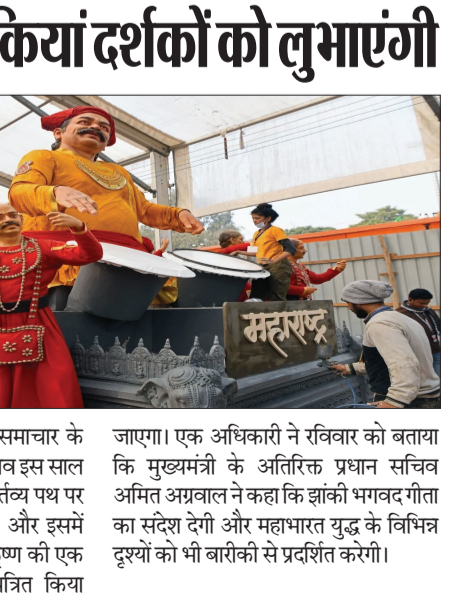 कियां दर्शकों को लुभाएंगी
महाराष्ट्र
समाचार के
इस साल
पथ पर
और इसमें
की एक
किया
जाएगा। एक अधिकारी ने रविवार को बताया
कि मुख्यमंत्री के अतिरिक्त प्रधान सचिव
अमित अग्रवाल ने कहा कि झांकी भगवद गीता
का संदेश देगी और महाभारत युद्ध के विभिन्न
दृश्यों को भी बारीकी से प्रदर्शित करेगी।